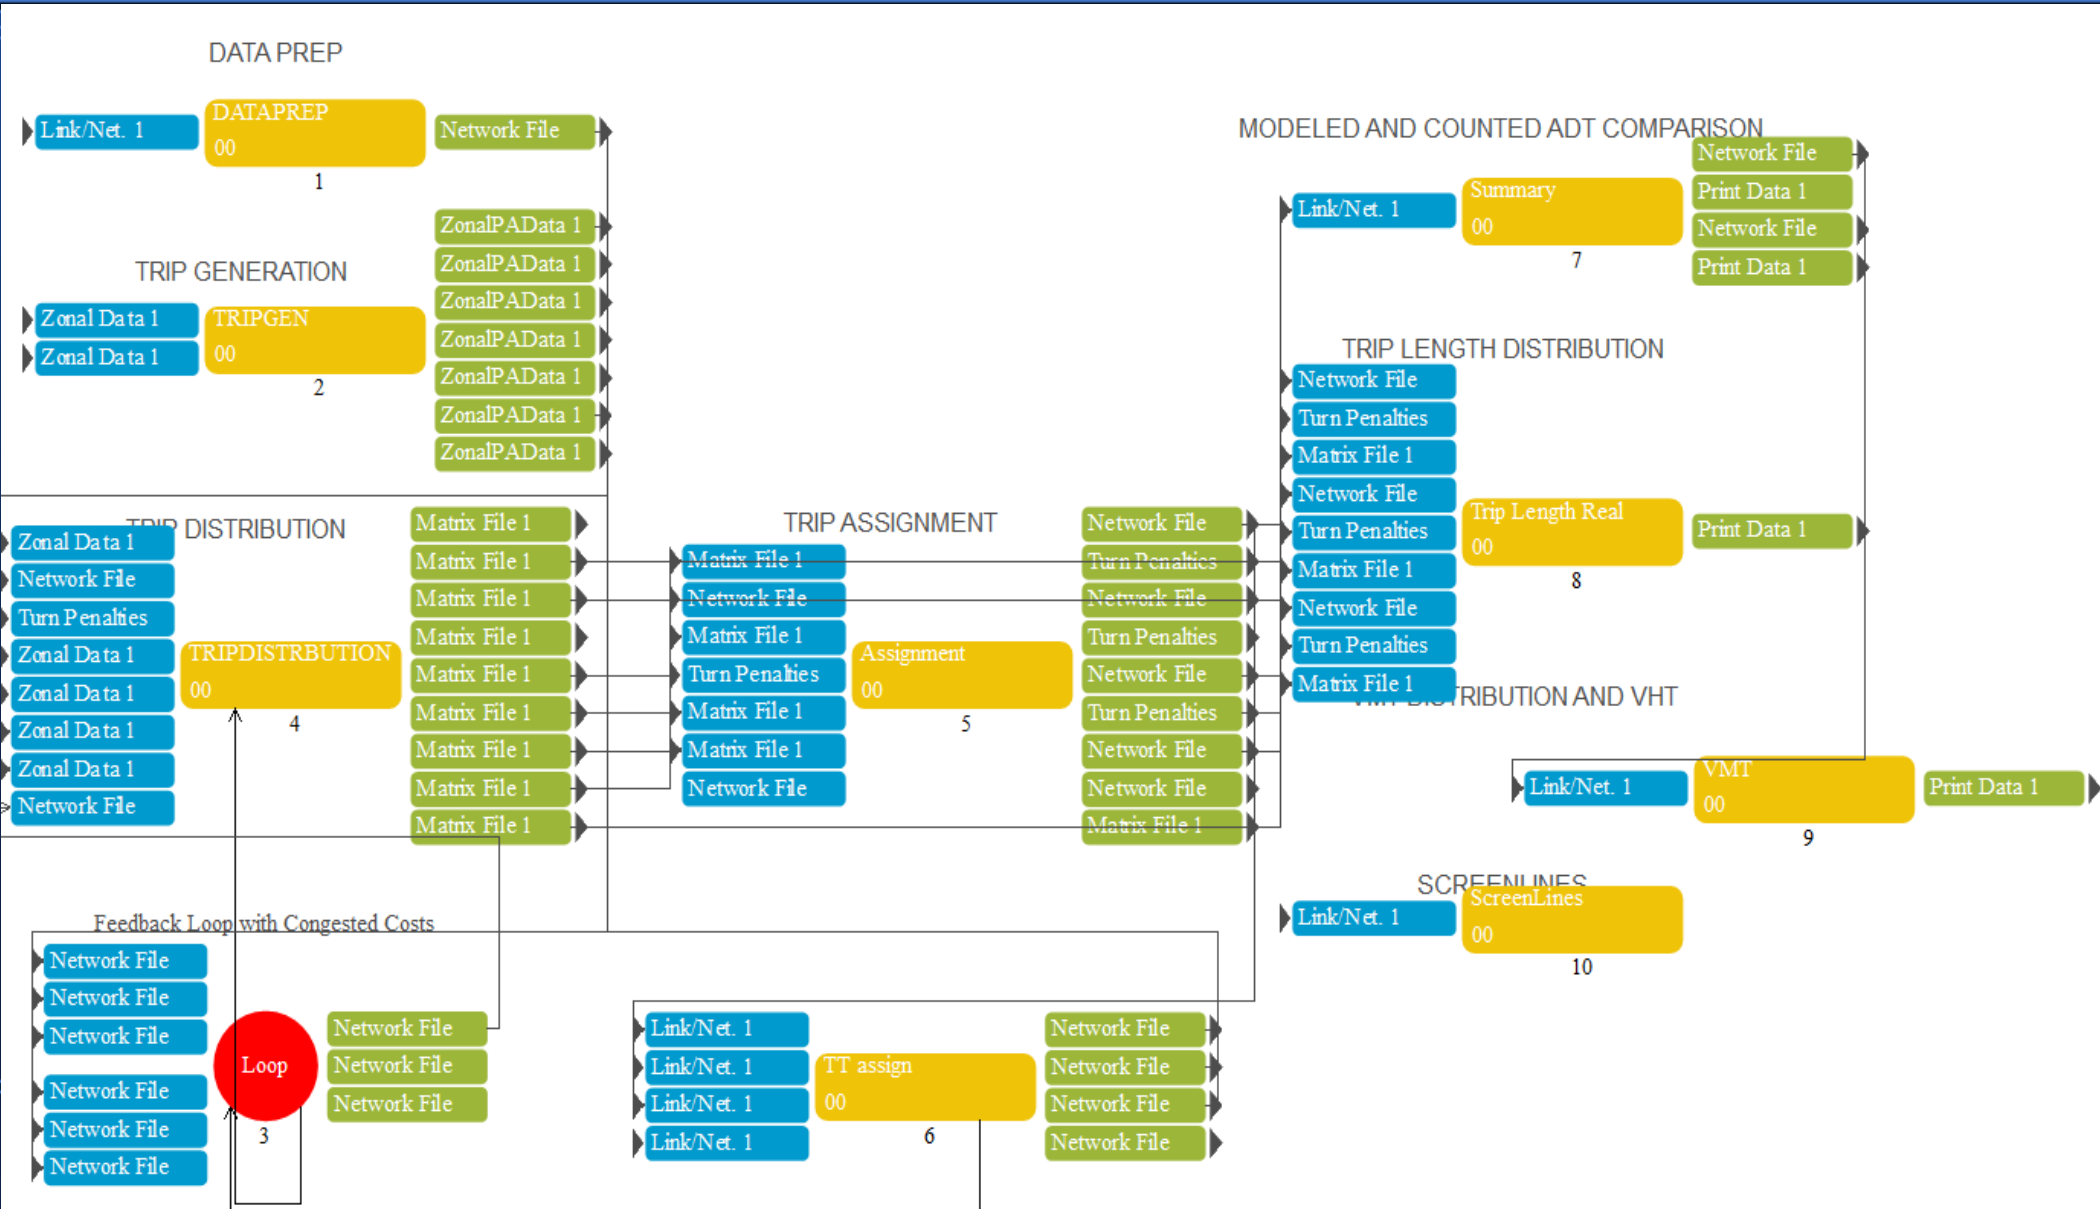 DATA PREP
Link/Net. 1
DATAPREP
00
1
Network File
TRIP GENERATION
Zonal Data 1
Zonal Data 1
TRIPGEN
00
2
ZonalPAData 1
ZonalPAData 1
ZonalPAData 1
ZonalPAData 1
ZonalPAData 1
ZonalPAData 1
ZonalPAData 1
TRIP DISTRIBUTION
Zonal Data 1
Network File
Turn Penalties
Zonal Data 1
Zonal Data 1
Zonal Data 1
Zonal Data 1
Network File
TRIPDISTRBUTION
00
4
Matrix File 1
Matrix File 1
Matrix File 1
Matrix File 1
Matrix File 1
Matrix File 1
Matrix File 1
Matrix File 1
Matrix File 1
Feedback Loop with Congested Costs
Network File
Network File
Network File
Network File
Network File
Network File
Loop
3
Network File
Network File
Network File
TRIP ASSIGNMENT
Matrix File 1
Network File
Matrix File 1
Turn Penalties
Matrix File 1
Matrix File 1
Network File
Assignment
00
5
Network File
Turn Penalties
Network File
Turn Penalties
Network File
Turn Penalties
Network File
Network File
Matrix File 1
Link/Net. 1
Link/Net. 1
Link/Net. 1
Link/Net. 1
TT assign
00
6
Network File
Network File
Network File
Network File
MODELED AND COUNTED ADT COMPARISON
Link/Net. 1
Summary
00
7
Network File
Print Data 1
Network File
Print Data 1
TRIP LENGTH DISTRIBUTION
Network File
Turn Penalties
Matrix File 1
Network File
Turn Penalties
Matrix File 1
Network File
Turn Penalties
Matrix File 1
Trip Length Real
00
8
Print Data 1
VMT DISTRIBUTION AND VHT
Link/Net. 1
VMT
00
9
Print Data 1
SCREENLINES
Link/Net. 1
ScreenLines
00
10